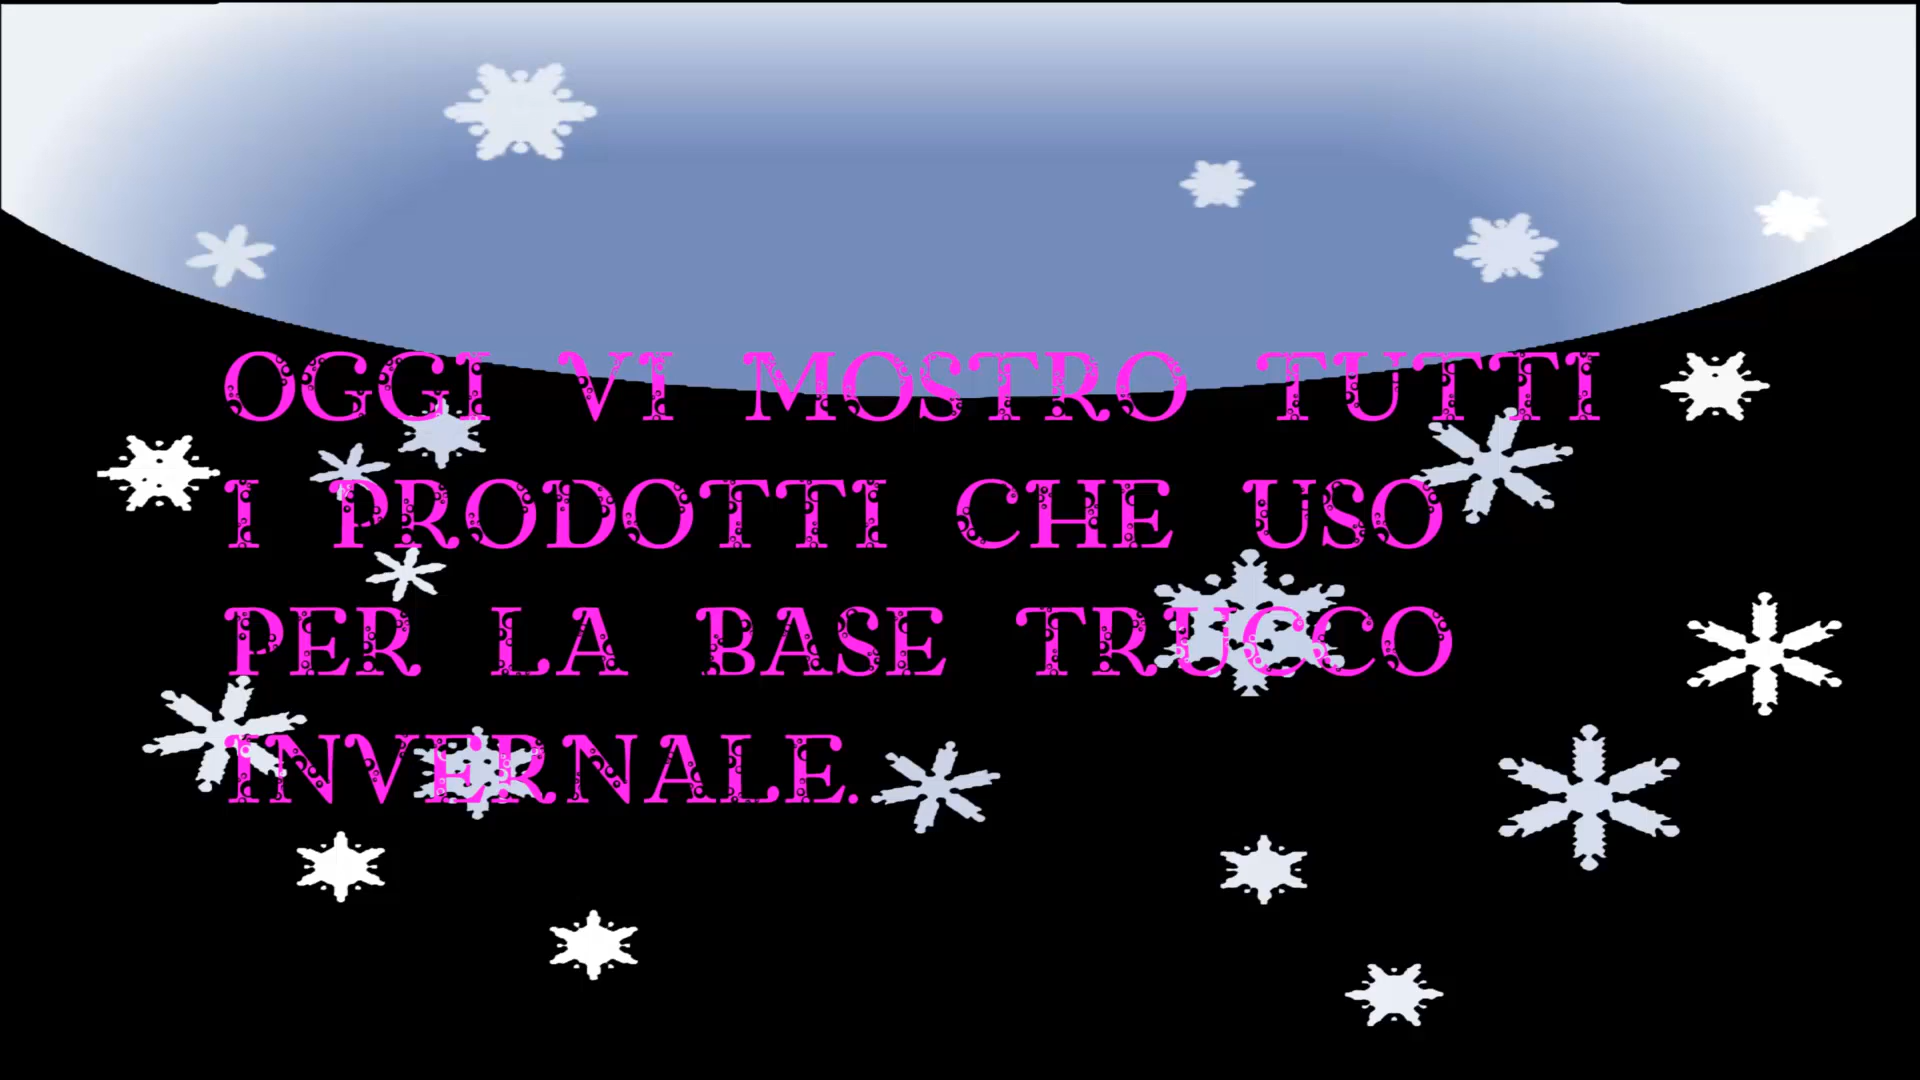 OGGI VI MOSTRO TUTTI
I PRODOTTI CHE USO
PER LA BASE TRUCCO
INVERNALE.